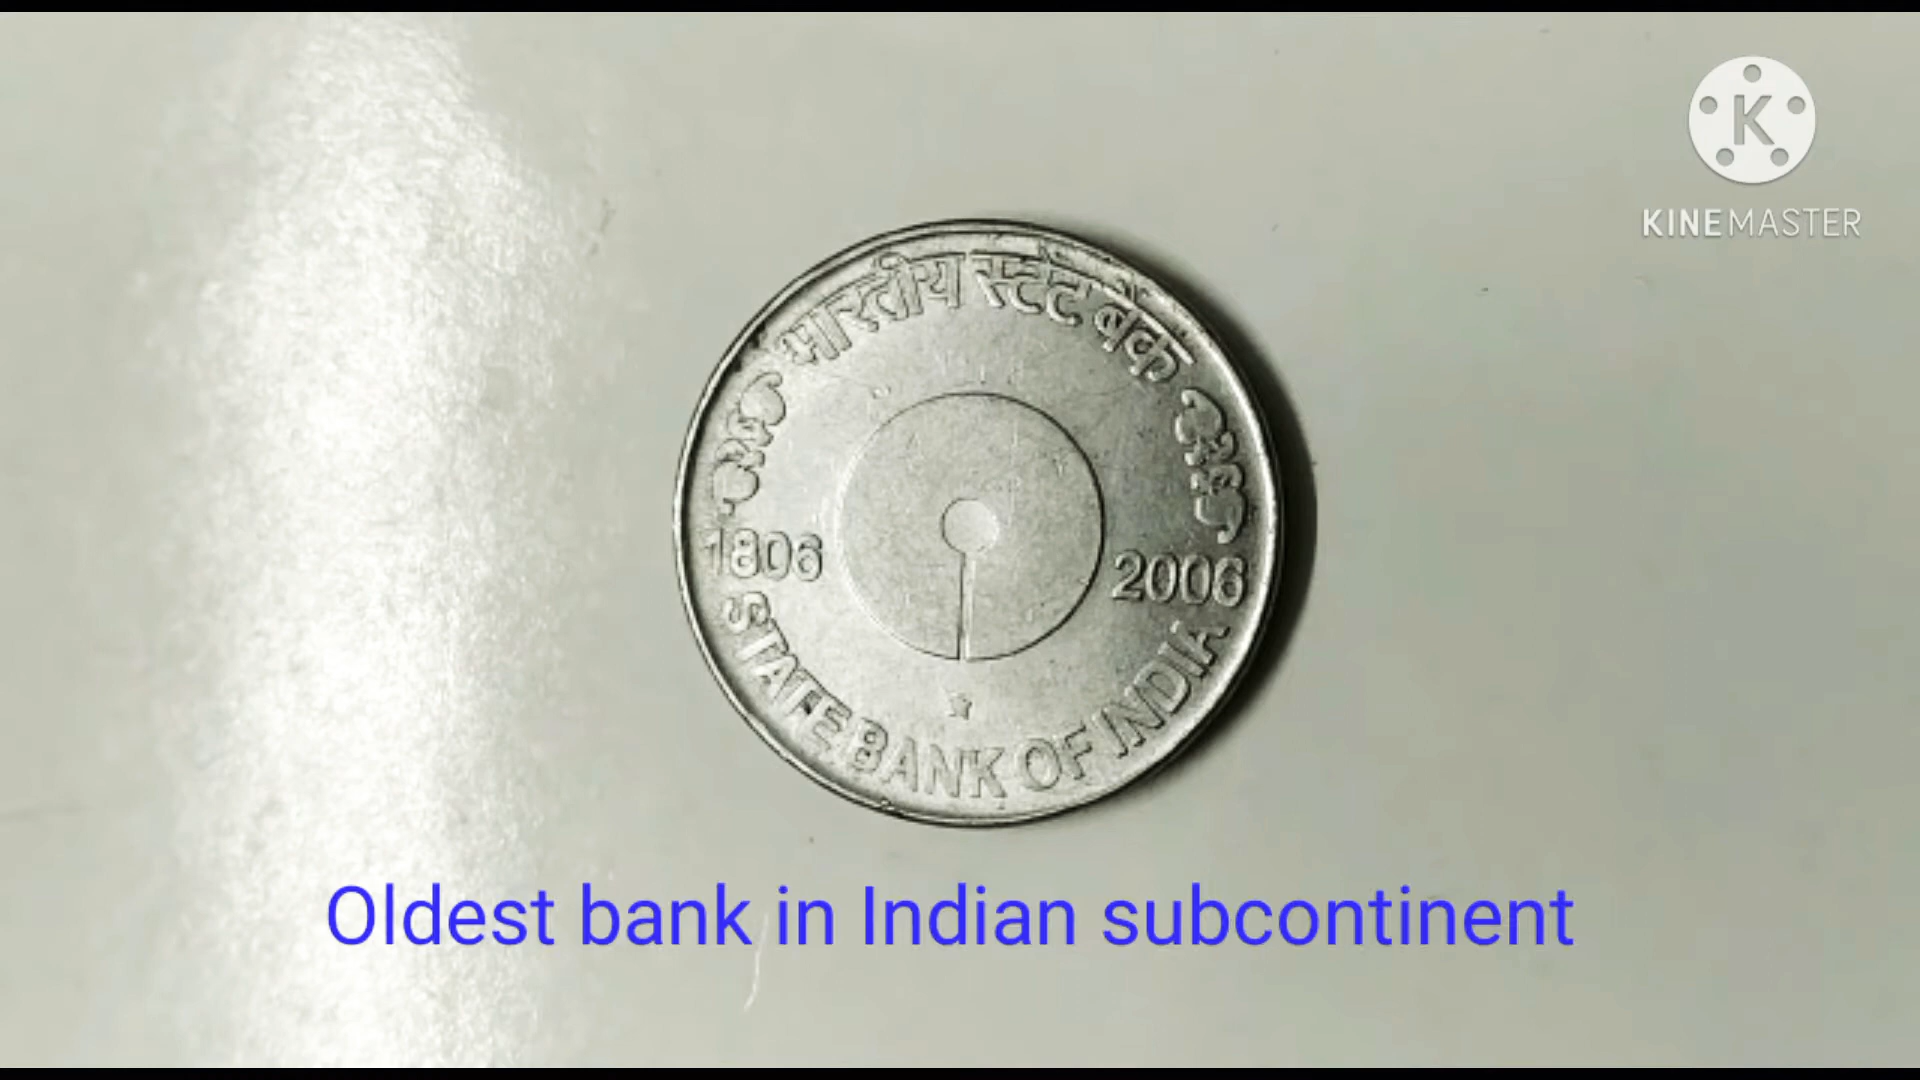 K
KINEMASTER
भारतीय स्टेट बैंक
1806
2006
STATE BANK OF INDIA
Oldest bank in Indian subcontinent